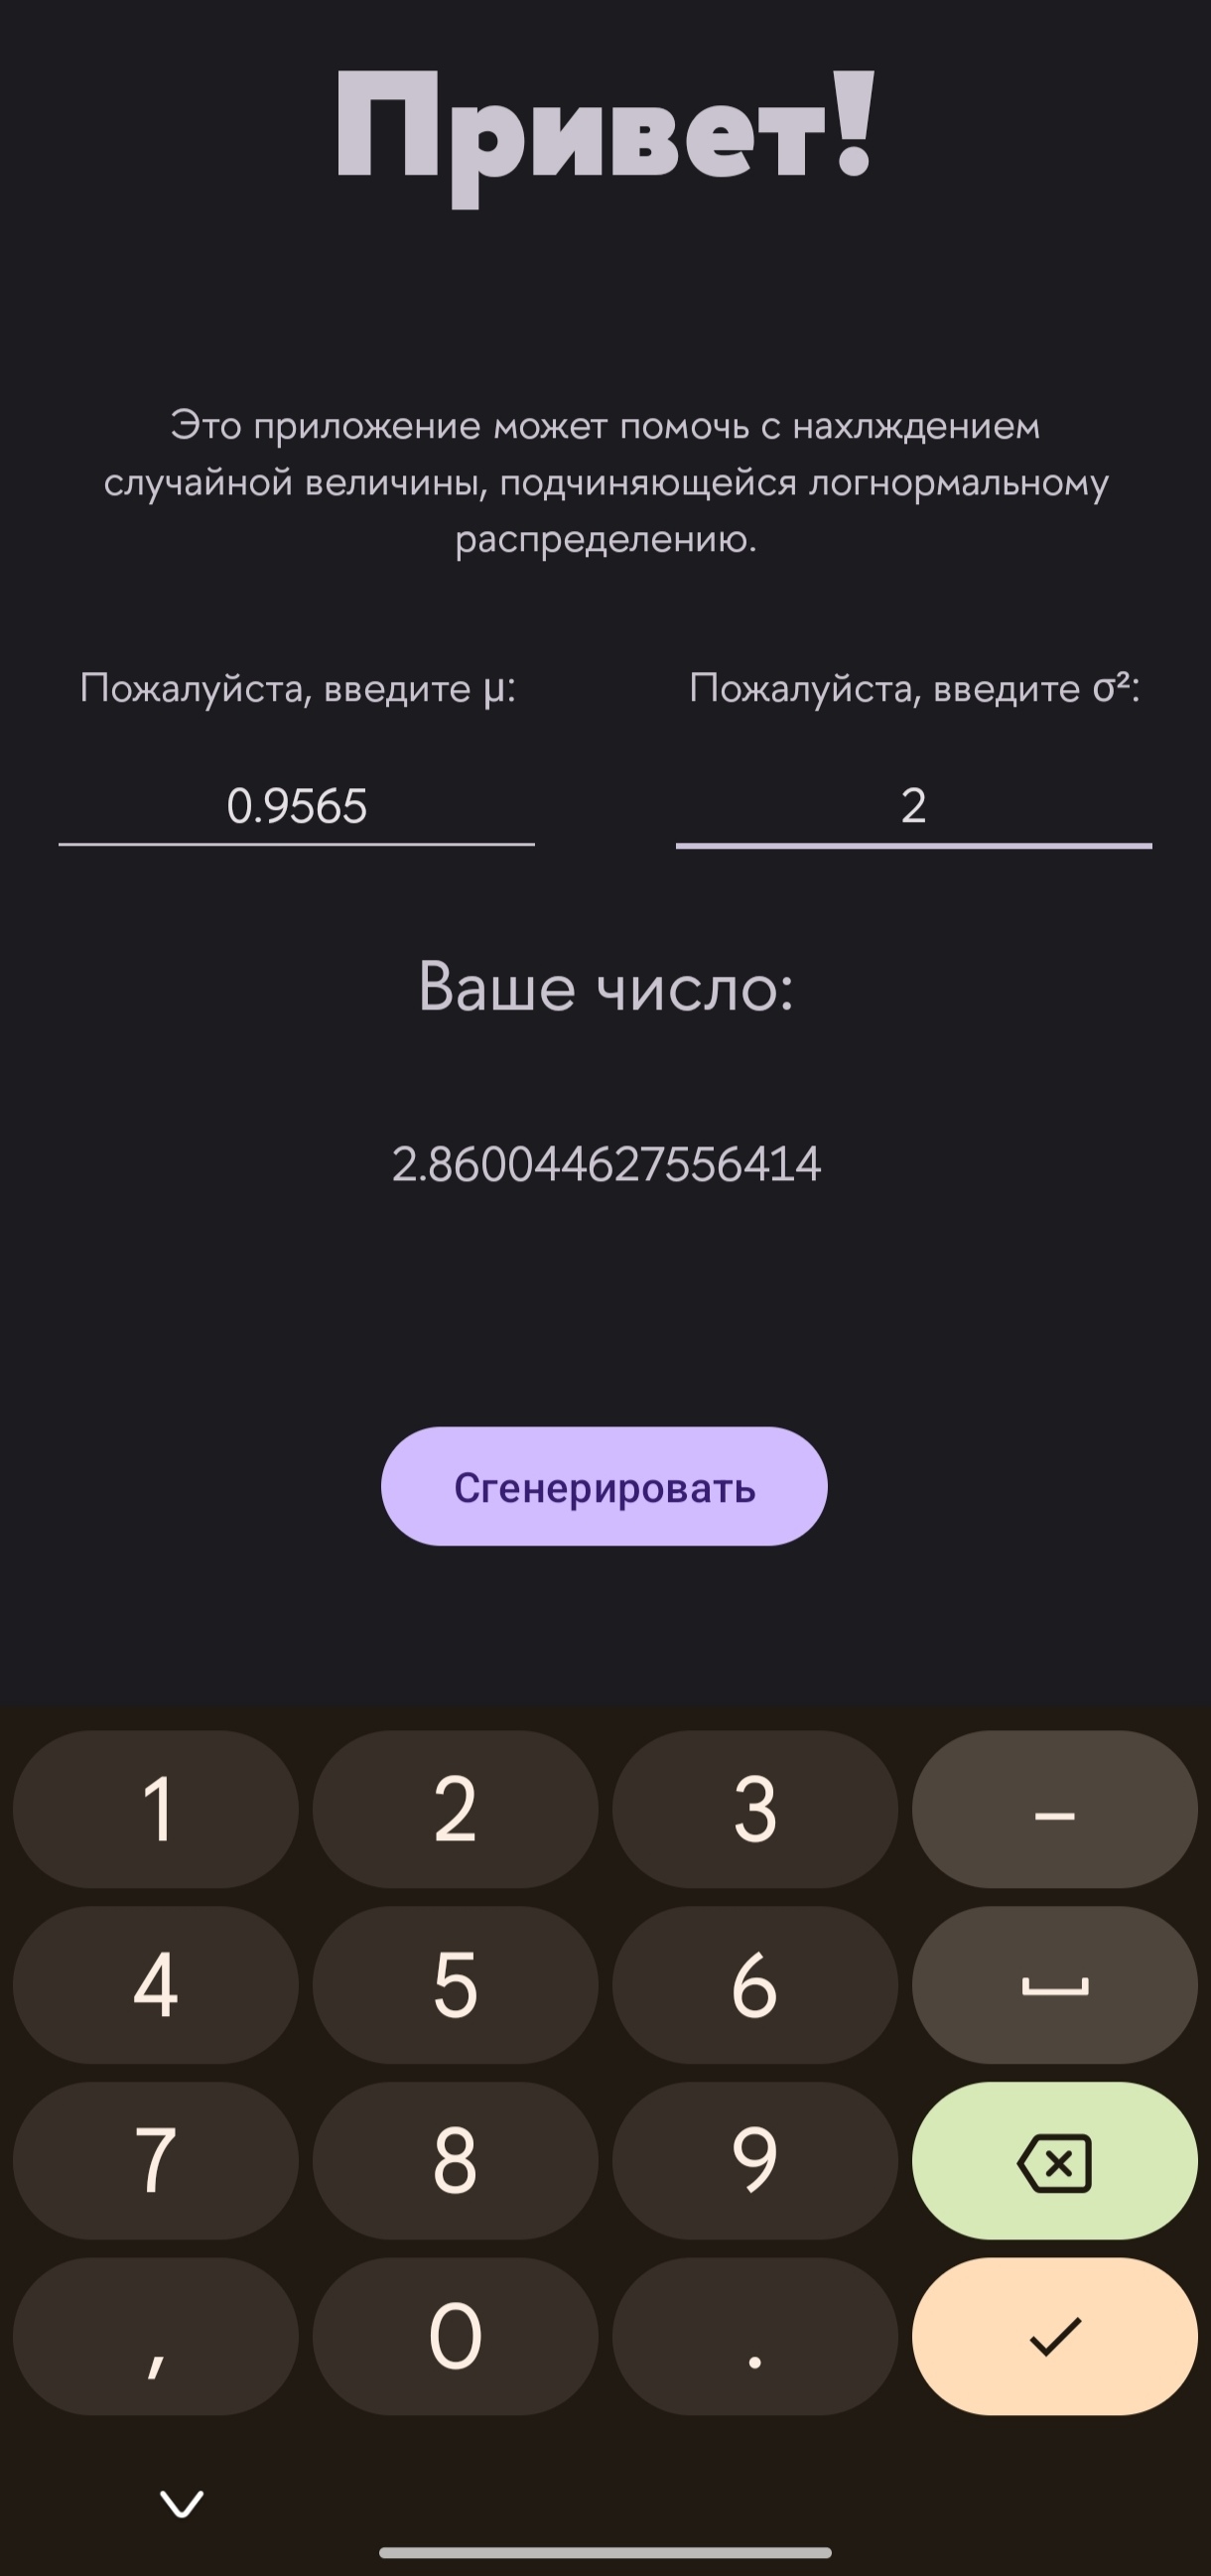 Привет!
Это приложение может помочь с нахлждением
случайной величины, подчиняющейся логнормальному
распределению.
Пожалуйста, введите μ:
Пожалуйста, введите σ²:
0.9565
2
Ваше число:
2.860044627556414
Сгенерировать
1 2 3 –
4 5 6
7 8 9
, 0 .